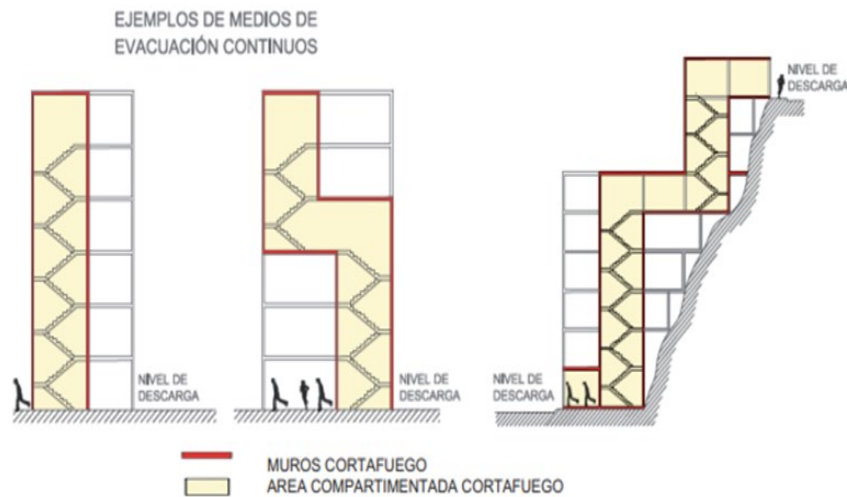 EJEMPLOS DE MEDIOS DE
EVACUACIÓN CONTINUOS
NIVEL DE
DESCARGA
NIVEL DE
DESCARGA
NIVEL DE
DESCARGA
NIVEL DE
DESCARGA
MUROS CORTAFUEGO
AREA COMPARTIMENTADA CORTAFUEGO